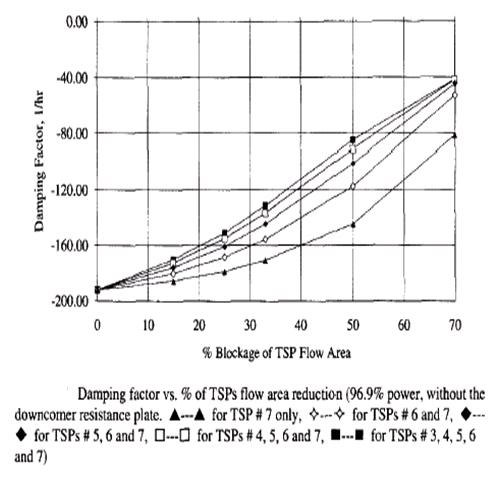 0.00
-40.00
-80.00
-120.00
-160.00
-200.00
Damping Factor, 1/hr
0 10 20 30 40 50 60 70
% Blockage of TSP Flow Area
Damping factor vs. % of TSPs flow area reduction (96.9% power, without the
downcomer resistance plate. ▲---▲ for TSP # 7 only, ◇---◇ for TSPs # 6 and 7, ◆---
◆ for TSPs # 5, 6 and 7, □---□ for TSPs # 4, 5, 6 and 7, ■---■ for TSPs # 3, 4, 5, 6
and 7)